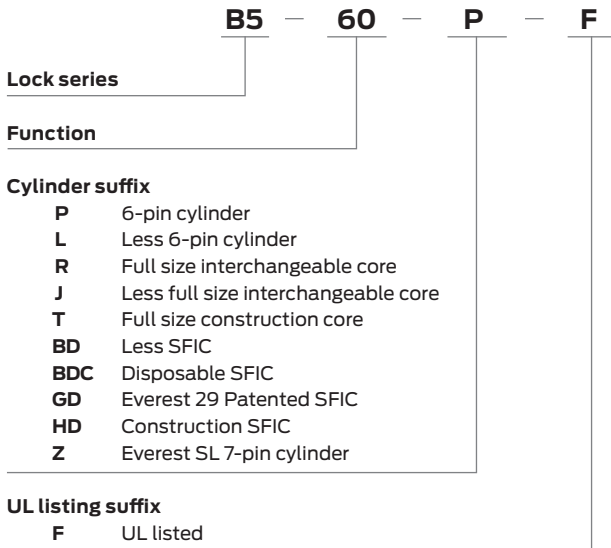 B5 — 60 — P — F
Lock series
Function
Cylinder suffix
P 6-pin cylinder
L Less 6-pin cylinder
R Full size interchangeable core
J Less full size interchangeable core
T Full size construction core
BD Less SFIC
BDC Disposable SFIC
GD Everest 29 Patented SFIC
HD Construction SFIC
Z Everest SL 7-pin cylinder
UL listing suffix
F UL listed